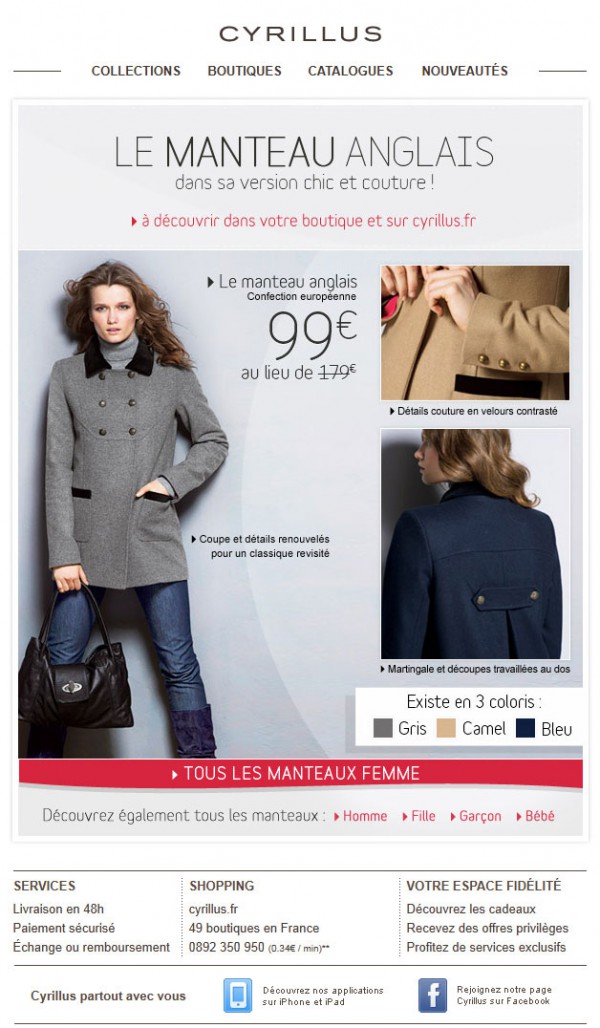 CYRILLUS
COLLECTIONS BOUTIQUES CATALOGUES NOUVEAUTÉS
LE MANTEAU ANGLAIS
dans sa version chic et couture !
à découvrir dans votre boutique et sur cyrillus.fr
Le manteau anglais
Confection européenne
99€
au lieu de 179€
Détails couture en velours contrasté
Coupe et détails renouvelés
pour un classique revisité
Martingale et découpes travaillées au dos
Existe en 3 coloris :
Gris Camel Bleu
TOUS LES MANTEAUX FEMME
Découvrez également tous les manteaux : Homme Fille Garçon Bébé
SERVICES
Livraison en 48h
Paiement sécurisé
Échange ou remboursement
SHOPPING
cyrillus.fr
49 boutiques en France
0892 350 950 (0.34€ / min)**
VOTRE ESPACE FIDÉLITÉ
Découvrez les cadeaux
Recevez des offres privilèges
Profitez de services exclusifs
Cyrillus partout avec vous
Découvrez nos applications
sur iPhone et iPad
f
Rejoignez notre page
Cyrillus sur Facebook